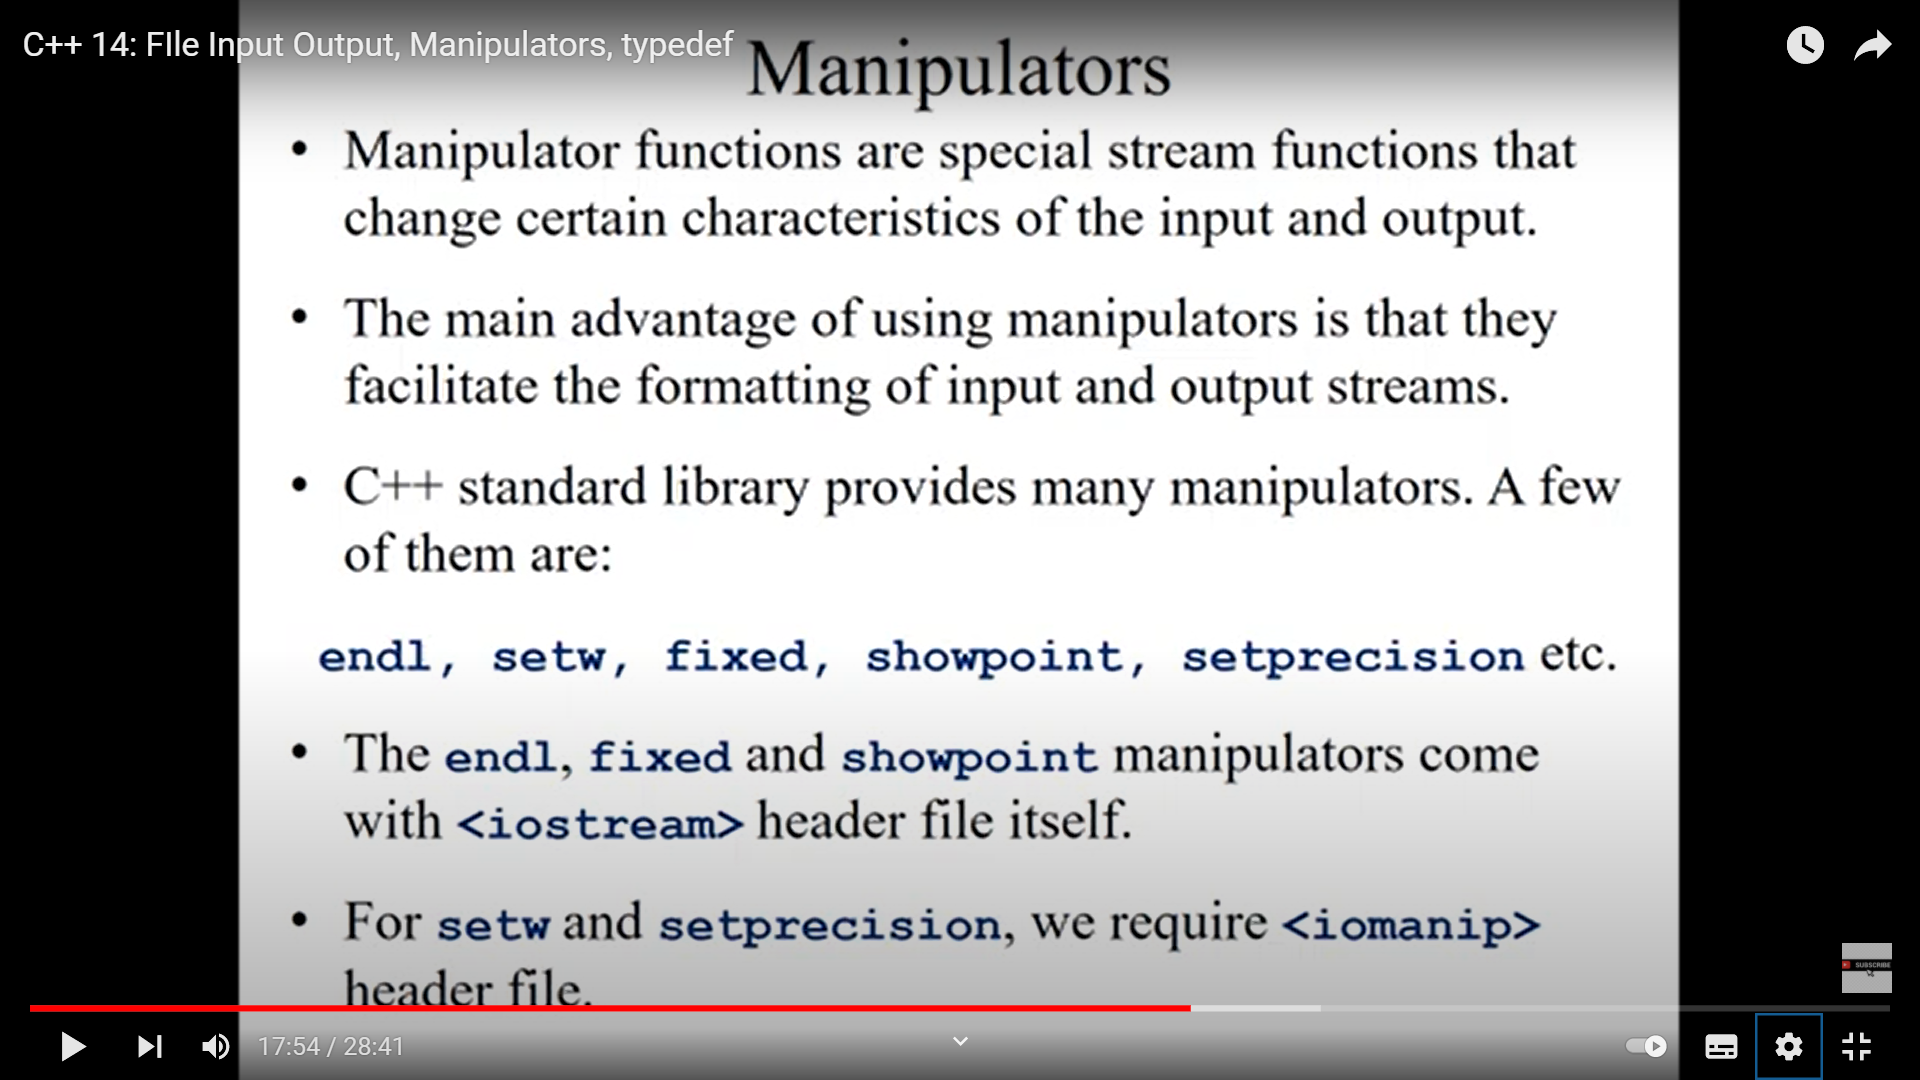 C++ 14: FIle Input Output, Manipulators, typedef
Manipulators
• Manipulator functions are special stream functions that
change certain characteristics of the input and output.
• The main advantage of using manipulators is that they
facilitate the formatting of input and output streams.
• C++ standard library provides many manipulators. A few
of them are:
endl, setw, fixed, showpoint, setprecision etc.
• The endl, fixed and showpoint manipulators come
with <iostream> header file itself.
• For setw and setprecision, we require <iomanip>
header file.
SUBSCRIBE
17:54 / 28:41